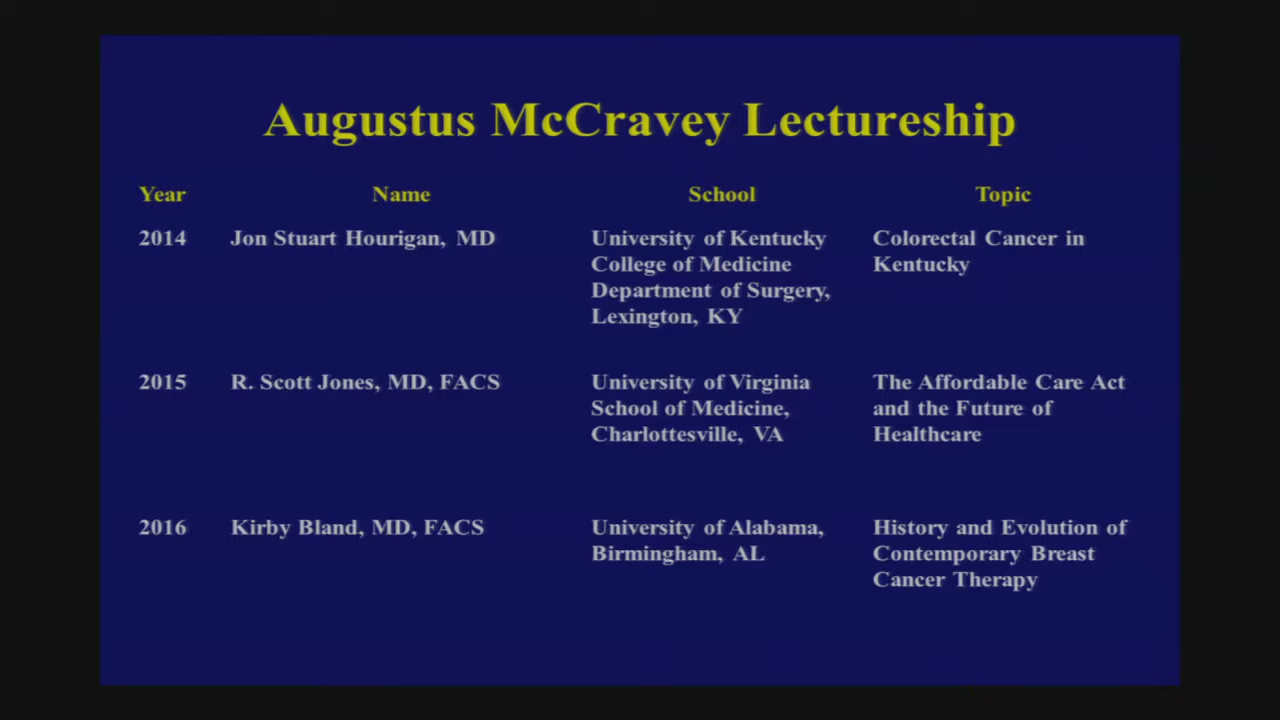 Augustus McCravey Lectureship
Year Name School Topic
2014 Jon Stuart Hourigan, MD University of Kentucky Colorectal Cancer in
College of Medicine Kentucky
Department of Surgery,
Lexington, KY
2015 R. Scott Jones, MD, FACS University of Virginia The Affordable Care Act
School of Medicine, and the Future of
Charlottesville, VA Healthcare
2016 Kirby Bland, MD, FACS University of Alabama, History and Evolution of
Birmingham, AL Contemporary Breast
Cancer Therapy